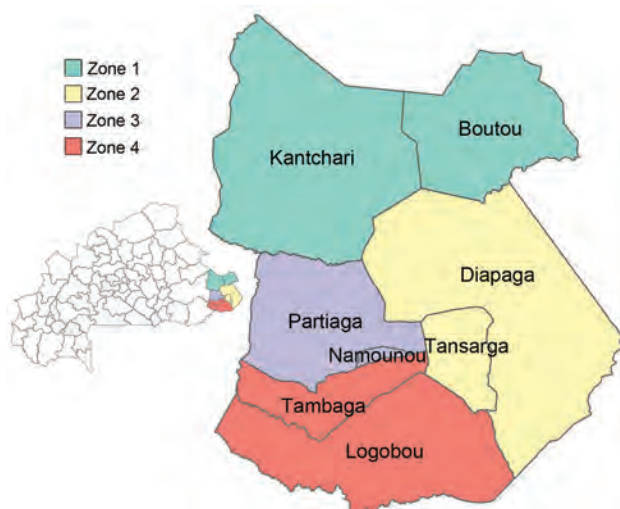 Zone 1
Zone 2
Zone 3
Zone 4
Boutou
Kantchari
Diapaga
Partiaga
Tansarga
Namounou
Tambaga
Logobou